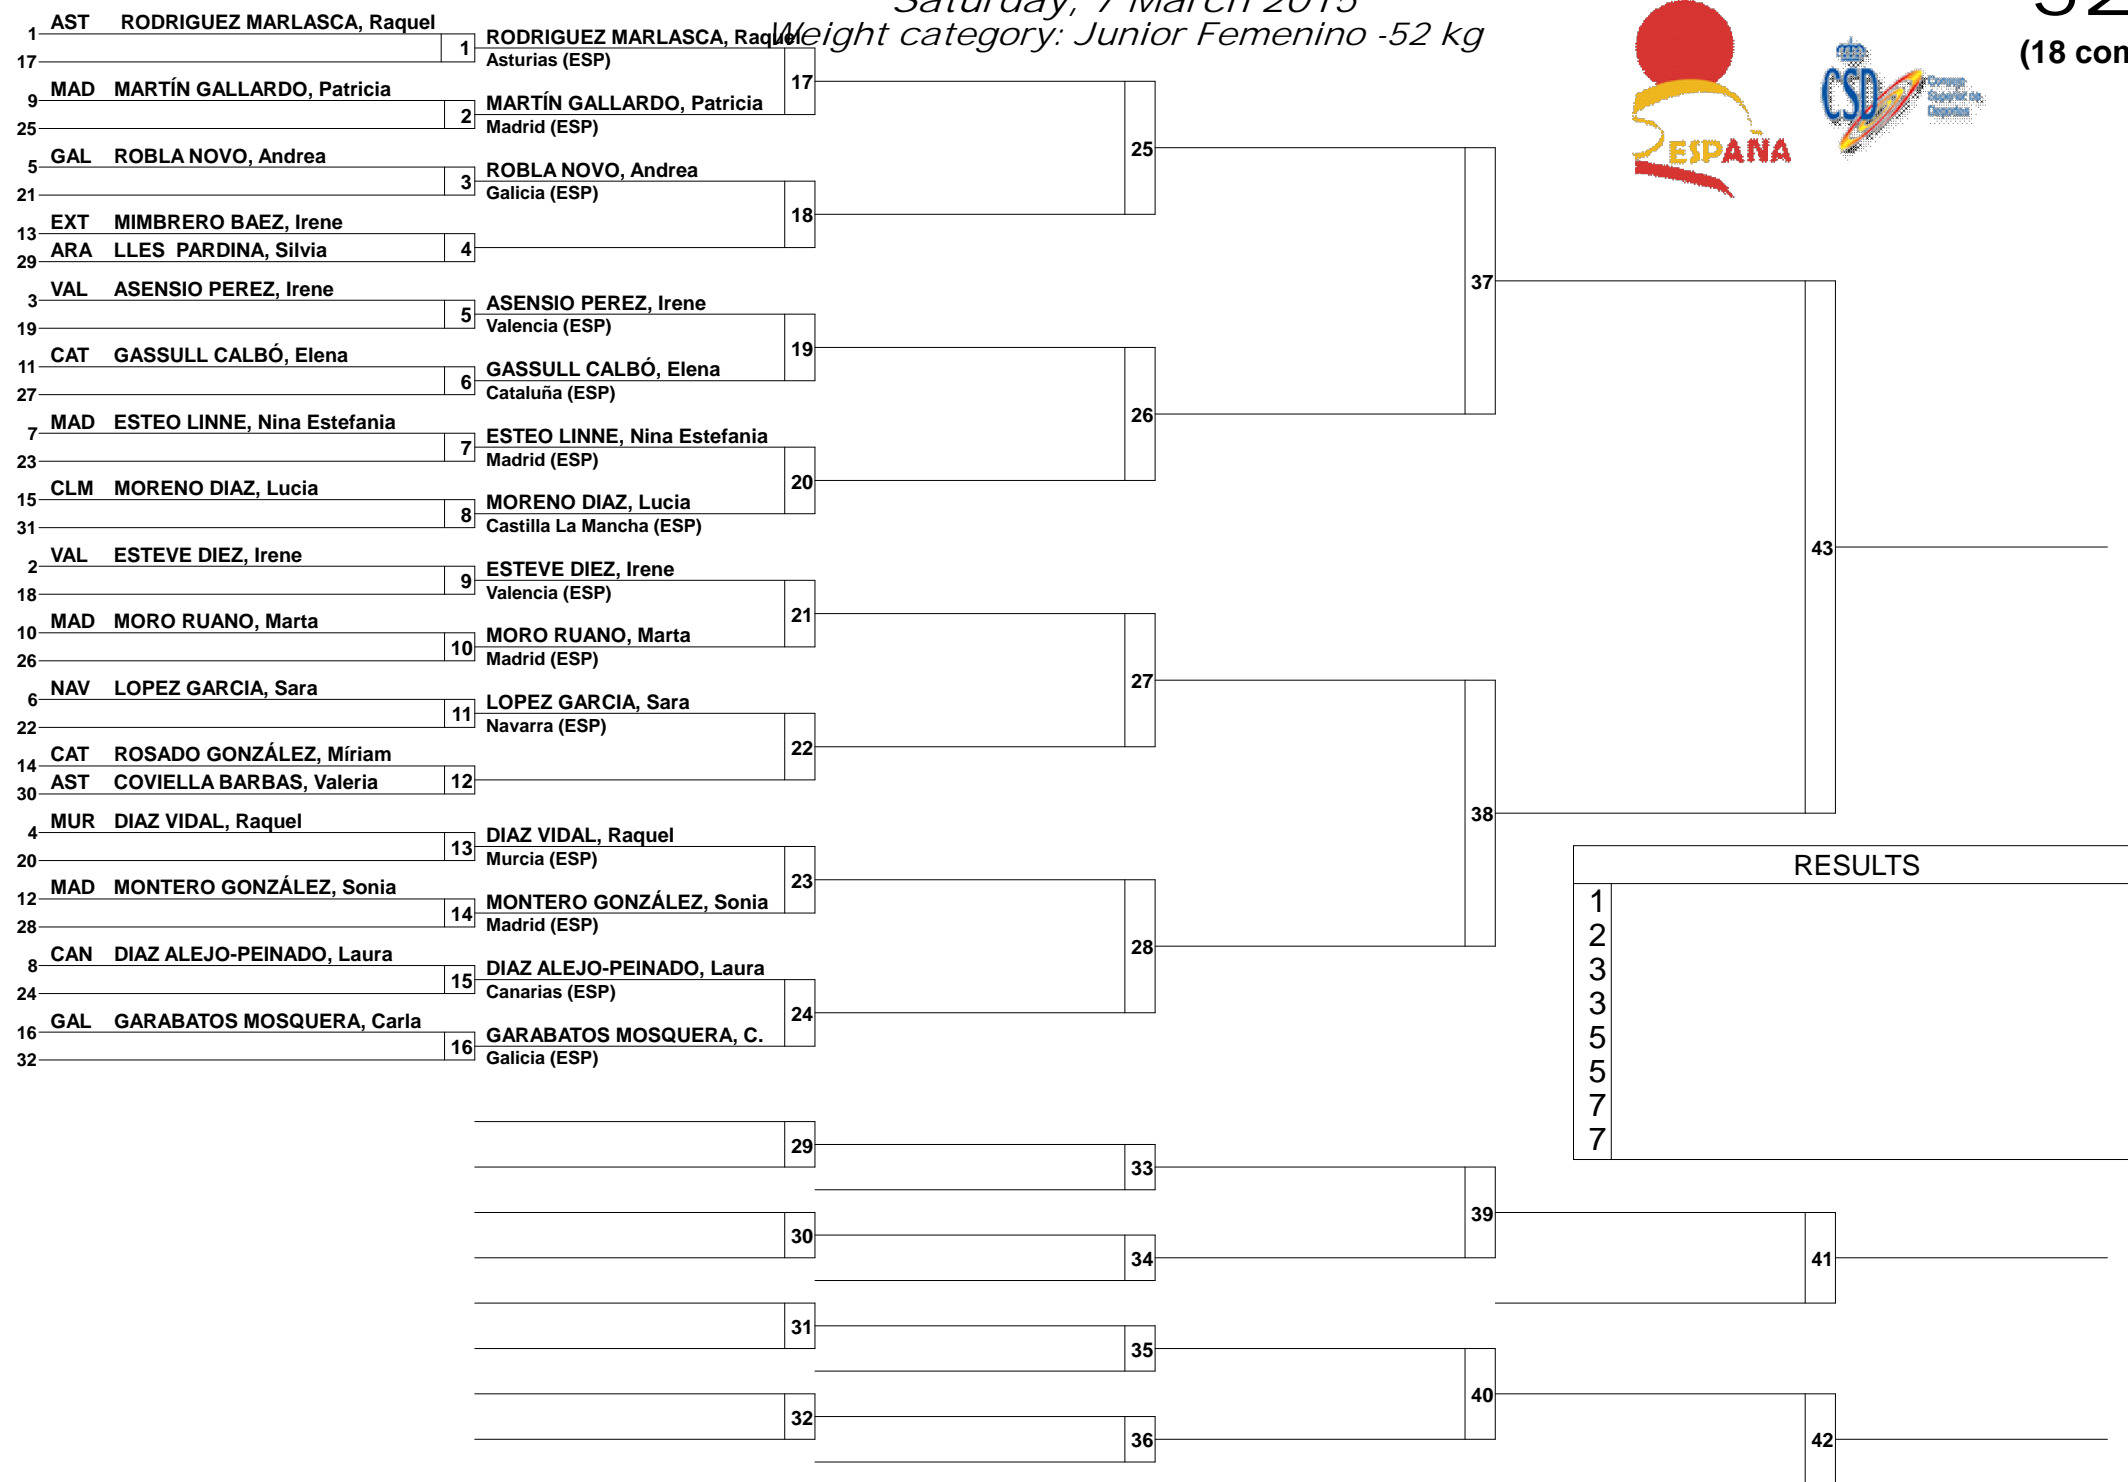 Saturday, 7 March 2015
Weight category: Junior Femenino -52 kg
(18 con
ESPAÑA
CSD
Consejo
Superior de
Deportes
1 AST RODRIGUEZ MARLASCA, Raquel
17
1 RODRIGUEZ MARLASCA, Raquel
Asturias (ESP)
9 MAD MARTÍN GALLARDO, Patricia
25
2 MARTÍN GALLARDO, Patricia
Madrid (ESP)
17
5 GAL ROBLA NOVO, Andrea
21
3 ROBLA NOVO, Andrea
Galicia (ESP)
13 EXT MIMBRERO BAEZ, Irene
29 ARA LLES PARDINA, Silvia
4
18
25
3 VAL ASENSIO PEREZ, Irene
19
5 ASENSIO PEREZ, Irene
Valencia (ESP)
11 CAT GASSULL CALBÓ, Elena
27
6 GASSULL CALBÓ, Elena
Cataluña (ESP)
19
7 MAD ESTEO LINNE, Nina Estefania
23
7 ESTEO LINNE, Nina Estefania
Madrid (ESP)
15 CLM MORENO DIAZ, Lucia
31
8 MORENO DIAZ, Lucia
Castilla La Mancha (ESP)
20
26
37
2 VAL ESTEVE DIEZ, Irene
18
9 ESTEVE DIEZ, Irene
Valencia (ESP)
10 MAD MORO RUANO, Marta
26
10 MORO RUANO, Marta
Madrid (ESP)
21
6 NAV LOPEZ GARCIA, Sara
22
11 LOPEZ GARCIA, Sara
Navarra (ESP)
14 CAT ROSADO GONZÁLEZ, Míriam
30 AST COVIELLA BARBAS, Valeria
12
22
27
4 MUR DIAZ VIDAL, Raquel
20
13 DIAZ VIDAL, Raquel
Murcia (ESP)
12 MAD MONTERO GONZÁLEZ, Sonia
28
14 MONTERO GONZÁLEZ, Sonia
Madrid (ESP)
23
8 CAN DIAZ ALEJO-PEINADO, Laura
24
15 DIAZ ALEJO-PEINADO, Laura
Canarias (ESP)
16 GAL GARABATOS MOSQUERA, Carla
32
16 GARABATOS MOSQUERA, C.
Galicia (ESP)
24
28
38
43
RESULTS
1
2
3
3
5
5
7
7
29
30
31
32
33
34
35
36
39
40
41
42